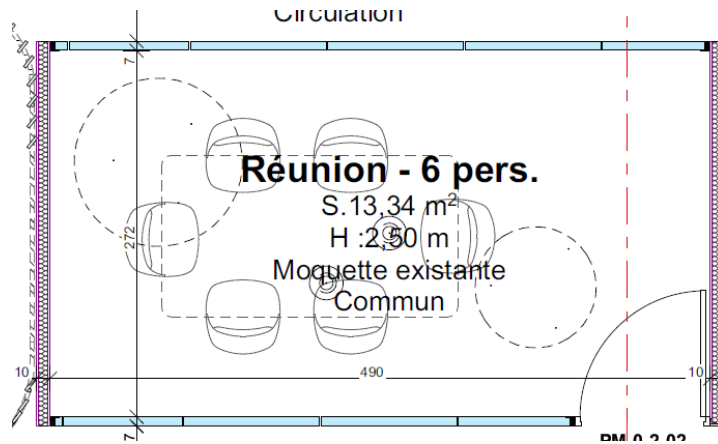 Circulation
7
Réunion - 6 pers.
S.13,34 m²
H :2,50 m
272
Moquette existante
Commun
10
490
10
7
PM 0.2.02